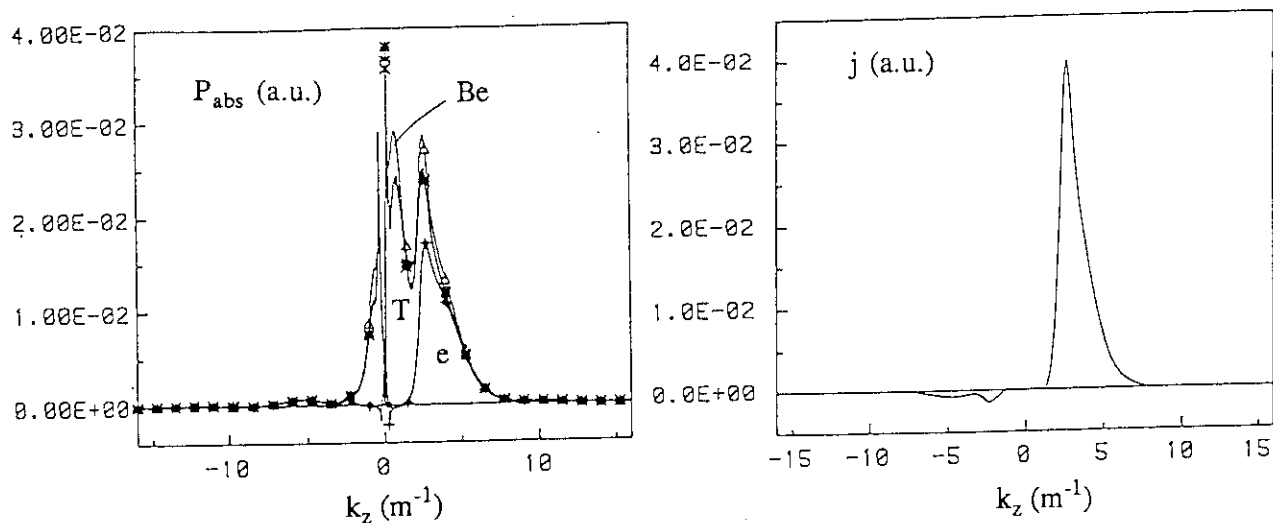 4.00E-02
3.00E-02
2.00E-02
1.00E-02
0.00E+00
P_abs (a.u.)
Be
T
e
-10
0
10
k_z (m^-1)
j (a.u.)
4.0E-02
3.0E-02
2.0E-02
1.0E-02
0.0E+00
-15
-10
-5
0
5
10
15
k_z (m^-1)